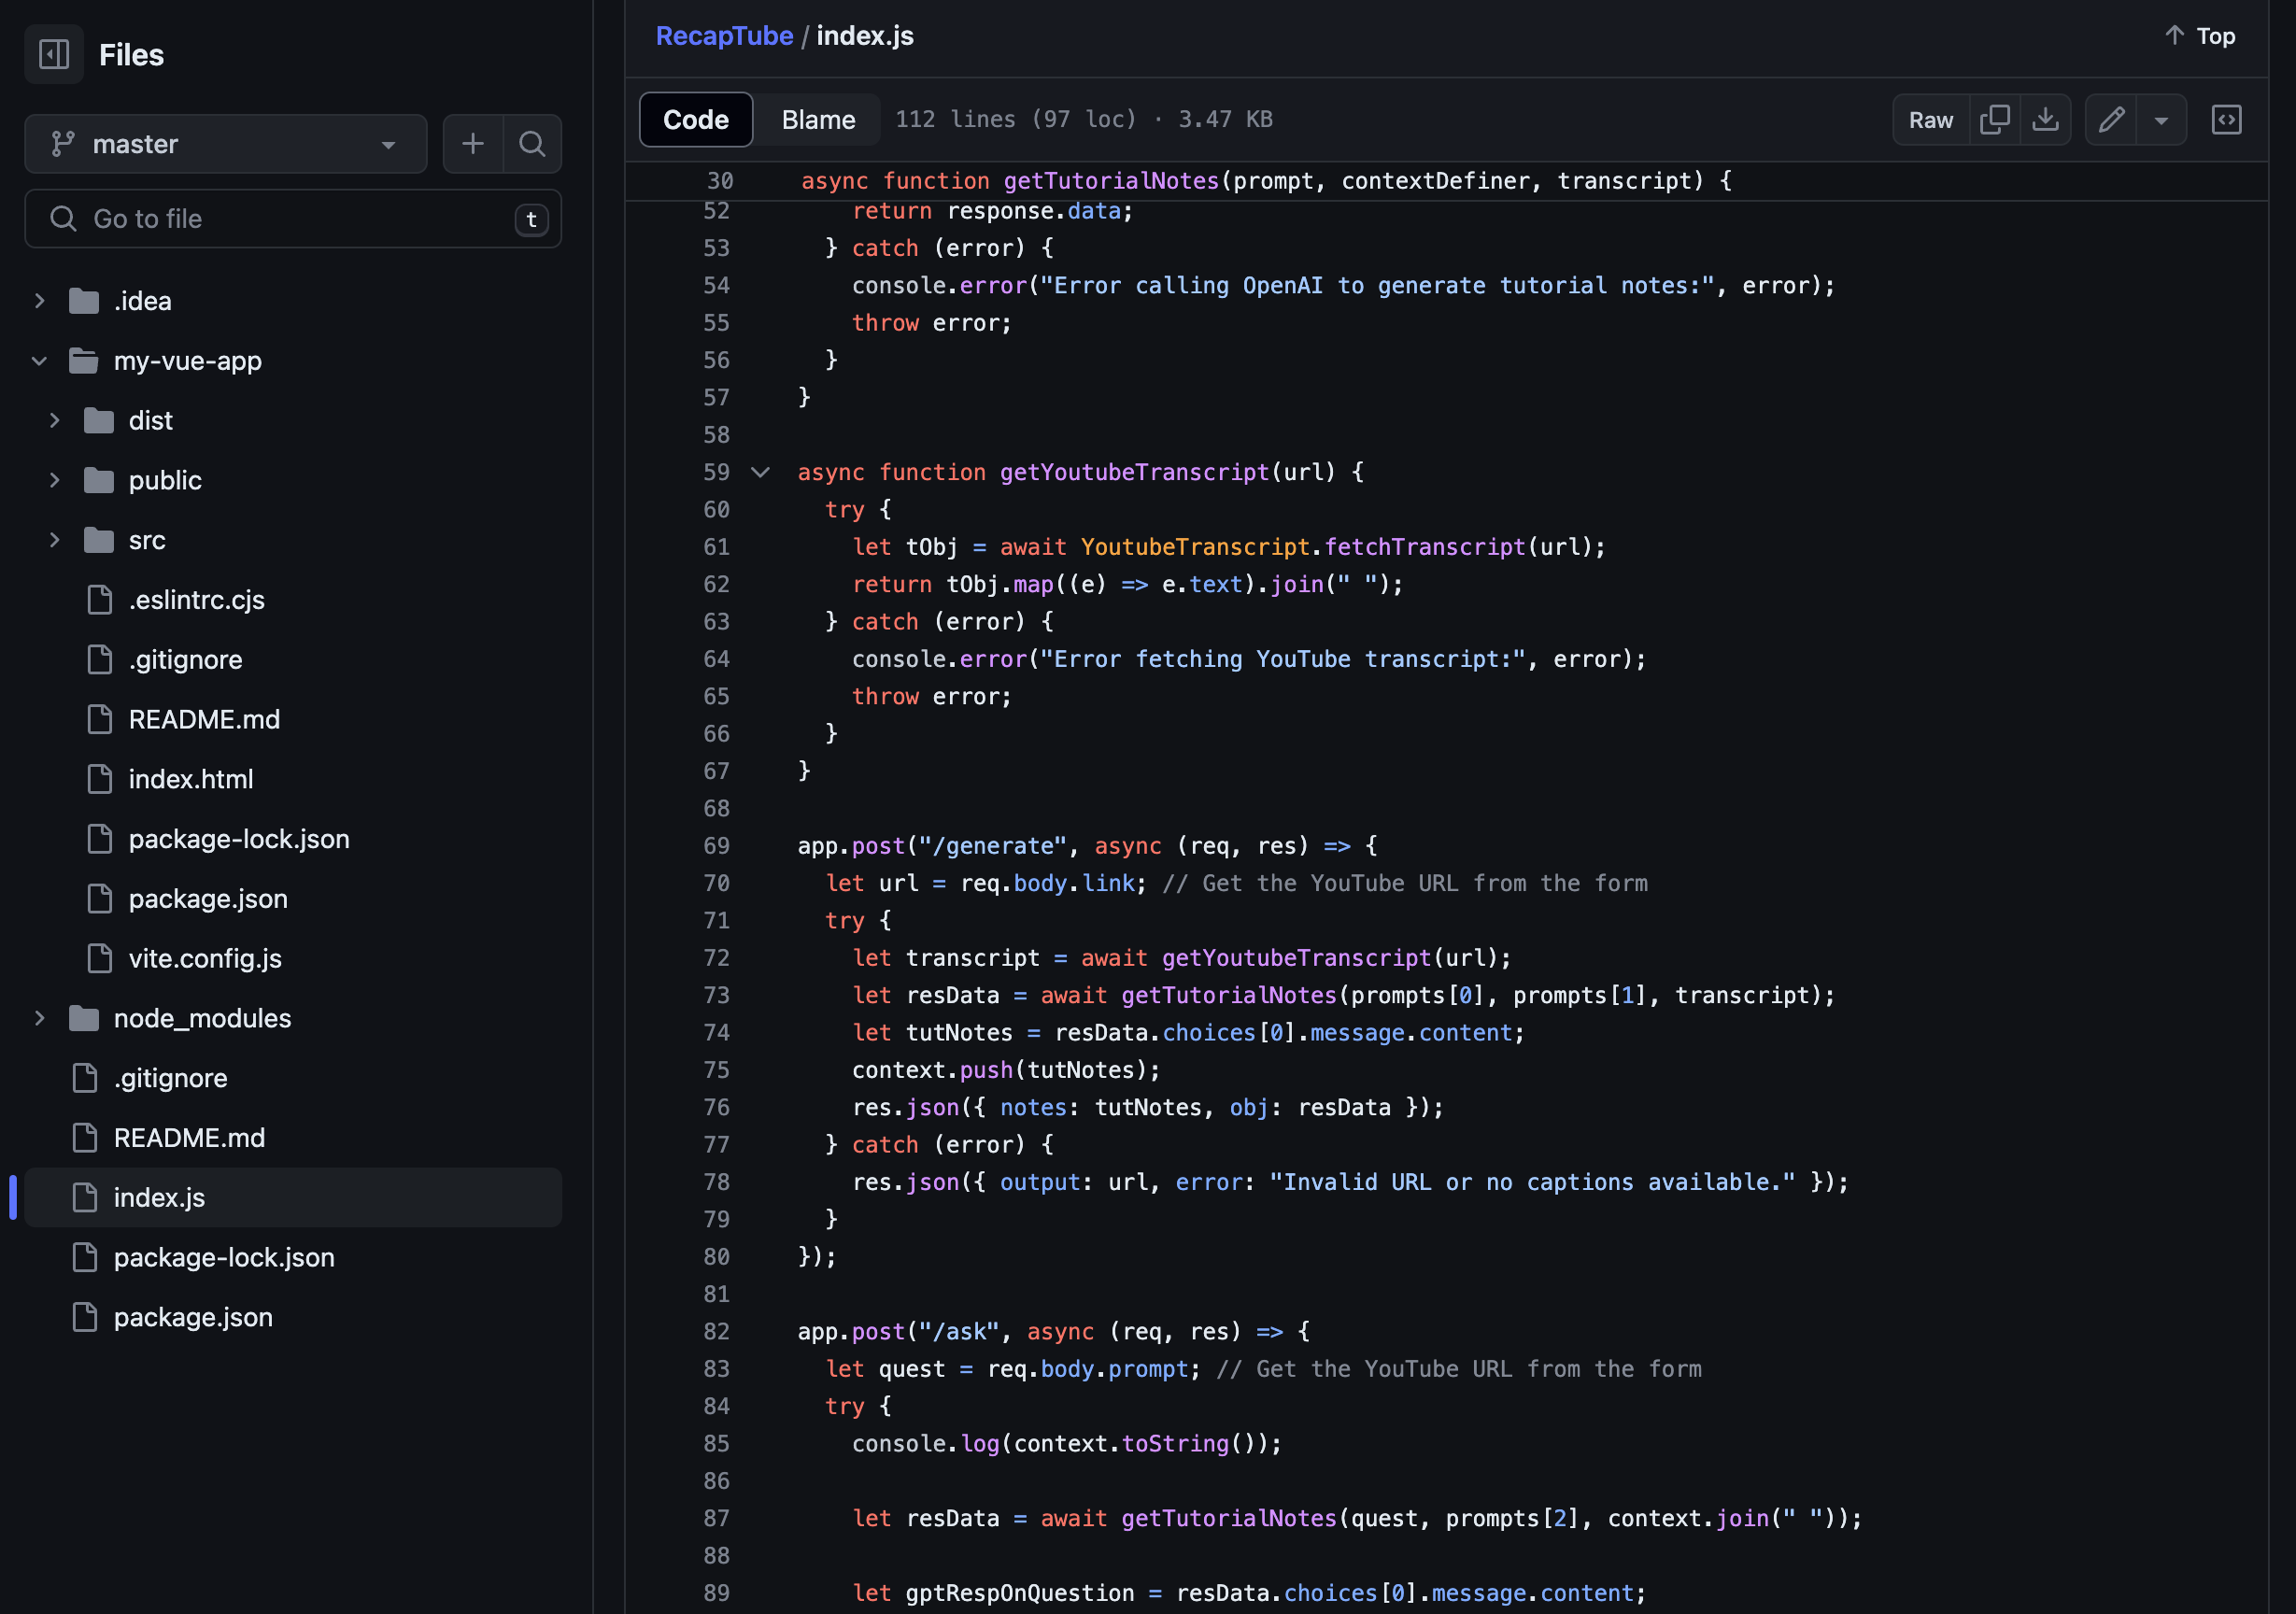 Files
master
Go to file
t
.idea
my-vue-app
dist
public
src
.eslintrc.cjs
.gitignore
README.md
index.html
package-lock.json
package.json
vite.config.js
node_modules
.gitignore
README.md
index.js
package-lock.json
package.json
RecapTube / index.js
Top
Code
Blame
112 lines (97 loc) · 3.47 KB
Raw
30 async function getTutorialNotes(prompt, contextDefiner, transcript) {
52     return response.data;
53   } catch (error) {
54     console.error("Error calling OpenAI to generate tutorial notes:", error);
55     throw error;
56   }
57 }
58
59 async function getYoutubeTranscript(url) {
60   try {
61     let tObj = await YoutubeTranscript.fetchTranscript(url);
62     return tObj.map((e) => e.text).join(" ");
63   } catch (error) {
64     console.error("Error fetching YouTube transcript:", error);
65     throw error;
66   }
67 }
68
69 app.post("/generate", async (req, res) => {
70   let url = req.body.link; // Get the YouTube URL from the form
71   try {
72     let transcript = await getYoutubeTranscript(url);
73     let resData = await getTutorialNotes(prompts[0], prompts[1], transcript);
74     let tutNotes = resData.choices[0].message.content;
75     context.push(tutNotes);
76     res.json({ notes: tutNotes, obj: resData });
77   } catch (error) {
78     res.json({ output: url, error: "Invalid URL or no captions available." });
79   }
80 });
81
82 app.post("/ask", async (req, res) => {
83   let quest = req.body.prompt; // Get the YouTube URL from the form
84   try {
85     console.log(context.toString());
86
87     let resData = await getTutorialNotes(quest, prompts[2], context.join(" "));
88
89     let gptRespOnQuestion = resData.choices[0].message.content;